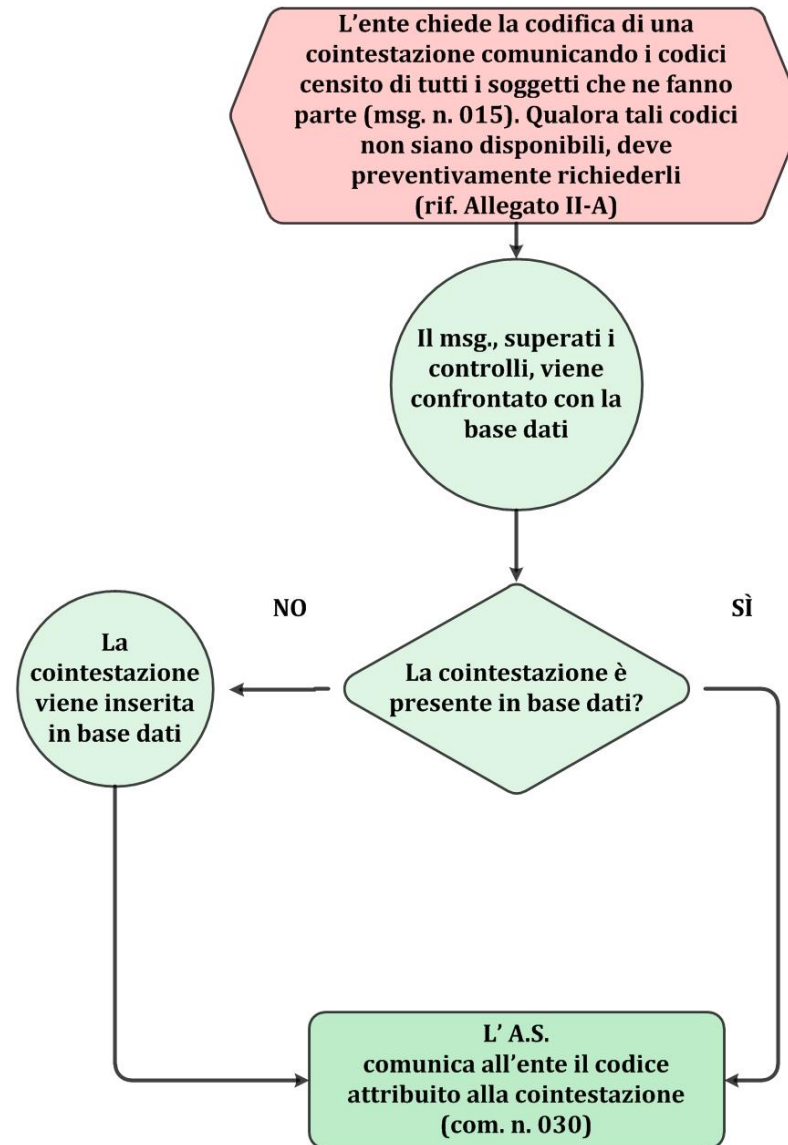 L'ente chiede la codifica di una
cointestazione comunicando i codici
censito di tutti i soggetti che ne fanno
parte (msg. n. 015). Qualora tali codici
non siano disponibili, deve
preventivamente richiederli
(rif. Allegato II-A)
Il msg., superati i
controlli, viene
confrontato con la
base dati
NO
SÌ
La
cointestazione
viene inserita
in base dati
La cointestazione è
presente in base dati?
L' A.S.
comunica all'ente il codice
attribuito alla cointestazione
(com. n. 030)